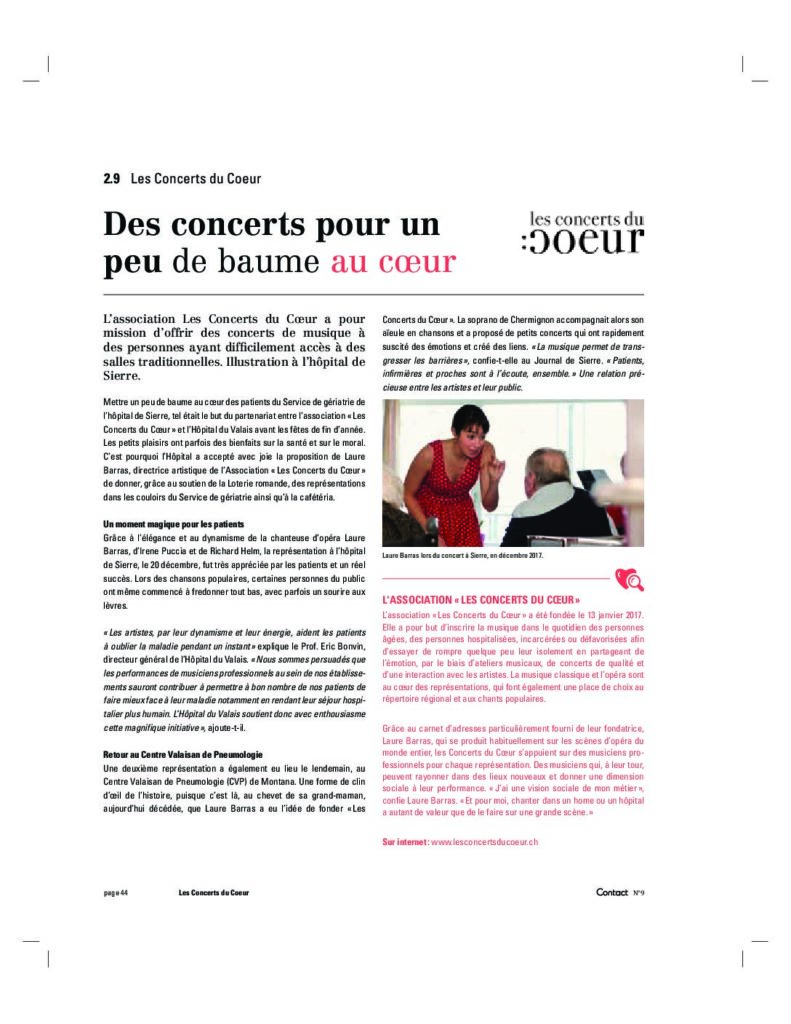 2.9 Les Concerts du Coeur
Des concerts pour un
peu de baume au cœur
les concerts du
:coeur
L'association Les Concerts du Cœur a pour
mission d'offrir des concerts de musique à
des personnes ayant difficilement accès à des
salles traditionnelles. Illustration à l'hôpital de
Sierre.
Mettre un peu de baume au cœur des patients du Service de gériatrie de
l'hôpital de Sierre, tel était le but du partenariat entre l'association « Les
Concerts du Cœur » et l'Hôpital du Valais avant les fêtes de fin d'année.
Les petits plaisirs ont parfois des bienfaits sur la santé et sur le moral.
C'est pourquoi l'Hôpital a accepté avec joie la proposition de Laure
Barras, directrice artistique de l'Association « Les Concerts du Cœur »
de donner, grâce au soutien de la Loterie romande, des représentations
dans les couloirs du Service de gériatrie ainsi qu'à la cafétéria.
Un moment magique pour les patients
Grâce à l'élégance et au dynamisme de la chanteuse d'opéra Laure
Barras, d'Irene Puccia et de Richard Helm, la représentation à l'hôpital
de Sierre, le 20 décembre, fut très appréciée par les patients et un réel
succès. Lors des chansons populaires, certaines personnes du public
ont même commencé à fredonner tout bas, avec parfois un sourire aux
lèvres.
« Les artistes, par leur dynamisme et leur énergie, aident les patients
à oublier la maladie pendant un instant » explique le Prof. Eric Bonvin,
directeur général de l'Hôpital du Valais. « Nous sommes persuadés que
les performances de musiciens professionnels au sein de nos établisse-
ments sauront contribuer à permettre à bon nombre de nos patients de
faire mieux face à leur maladie notamment en rendant leur séjour hospi-
talier plus humain. L'Hôpital du Valais soutient donc avec enthousiasme
cette magnifique initiative », ajoute-t-il.
Retour au Centre Valaisan de Pneumologie
Une deuxième représentation a également eu lieu le lendemain, au
Centre Valaisan de Pneumologie (CVP) de Montana. Une forme de clin
d'œil de l'histoire, puisque c'est là, au chevet de sa grand-maman,
aujourd'hui décédée, que Laure Barras a eu l'idée de fonder « Les
Concerts du Cœur ». La soprano de Chermignon accompagnait alors son
aïeule en chansons et a proposé de petits concerts qui ont rapidement
suscité des émotions et créé des liens. « La musique permet de trans-
gresser les barrières », confie-t-elle au Journal de Sierre. « Patients,
infirmières et proches sont à l'écoute, ensemble. » Une relation pré-
cieuse entre les artistes et leur public.
Laure Barras lors du concert à Sierre, en décembre 2017.
L'ASSOCIATION « LES CONCERTS DU CŒUR »
L'association « Les Concerts du Cœur » a été fondée le 13 janvier 2017.
Elle a pour but d'inscrire la musique dans le quotidien des personnes
âgées, des personnes hospitalisées, incarcérées ou défavorisées afin
d'essayer de rompre quelque peu leur isolement en partageant de
l'émotion, par le biais d'ateliers musicaux, de concerts de qualité et
d'une interaction avec les artistes. La musique classique et l'opéra sont
au cœur des représentations, qui font également une place de choix au
répertoire régional et aux chants populaires.
Grâce au carnet d'adresses particulièrement fourni de leur fondatrice,
Laure Barras, qui se produit habituellement sur les scènes d'opéra du
monde entier, les Concerts du Cœur s'appuient sur des musiciens pro-
fessionnels pour chaque représentation. Des musiciens qui, à leur tour,
peuvent rayonner dans des lieux nouveaux et donner une dimension
sociale à leur performance. « J'ai une vision sociale de mon métier »,
confie Laure Barras. « Et pour moi, chanter dans un home ou un hôpital
a autant de valeur que de le faire sur une grande scène. »
Sur internet : www.lesconcertsducoeur.ch
page 44 Les Concerts du Coeur Contact N°9